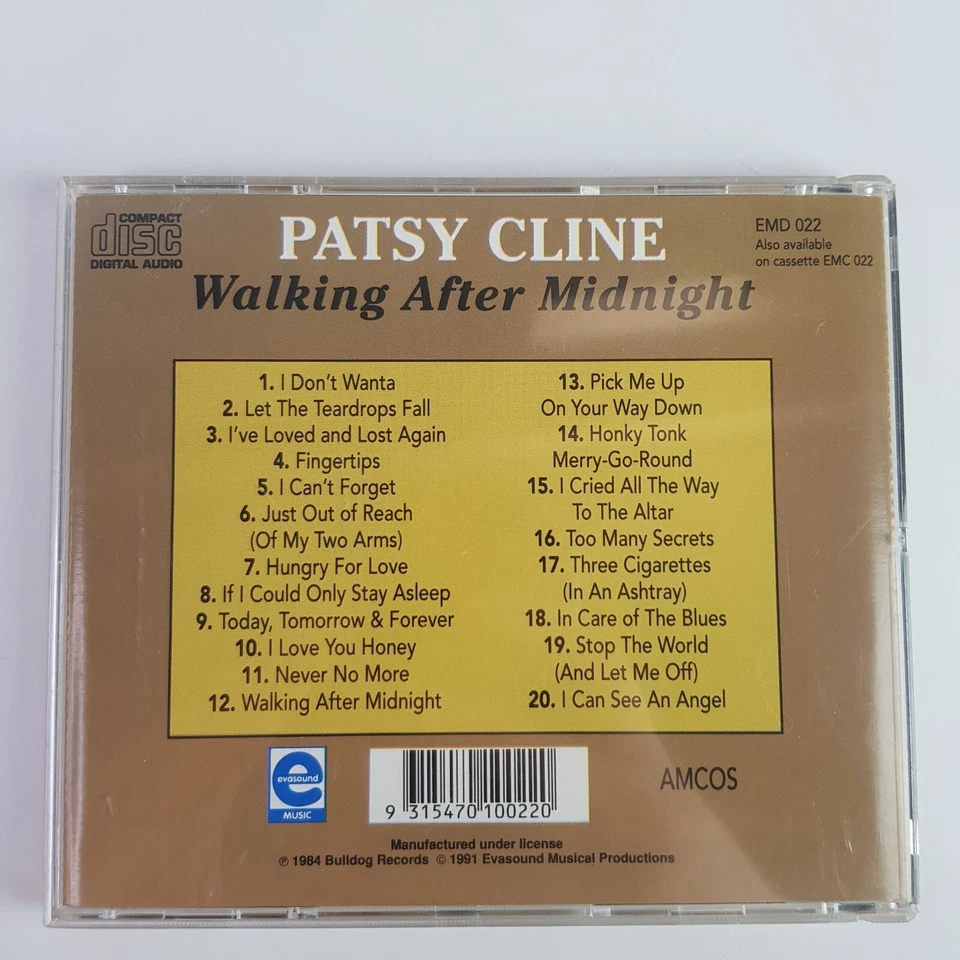 COMPACT
disc
DIGITAL AUDIO
PATSY CLINE
Walking After Midnight
EMD 022
Also available
on cassette EMC 022
1. I Don't Wanta
2. Let The Teardrops Fall
3. I've Loved and Lost Again
4. Fingertips
5. I Can't Forget
6. Just Out of Reach
(Of My Two Arms)
7. Hungry For Love
8. If I Could Only Stay Asleep
9. Today, Tomorrow & Forever
10. I Love You Honey
11. Never No More
12. Walking After Midnight
13. Pick Me Up
On Your Way Down
14. Honky Tonk
Merry-Go-Round
15. I Cried All The Way
To The Altar
16. Too Many Secrets
17. Three Cigarettes
(In An Ashtray)
18. In Care of The Blues
19. Stop The World
(And Let Me Off)
20. I Can See An Angel
evasound
e
MUSIC
9 315470 100220
AMCOS
Manufactured under license
℗ 1984 Bulldog Records © 1991 Evasound Musical Productions